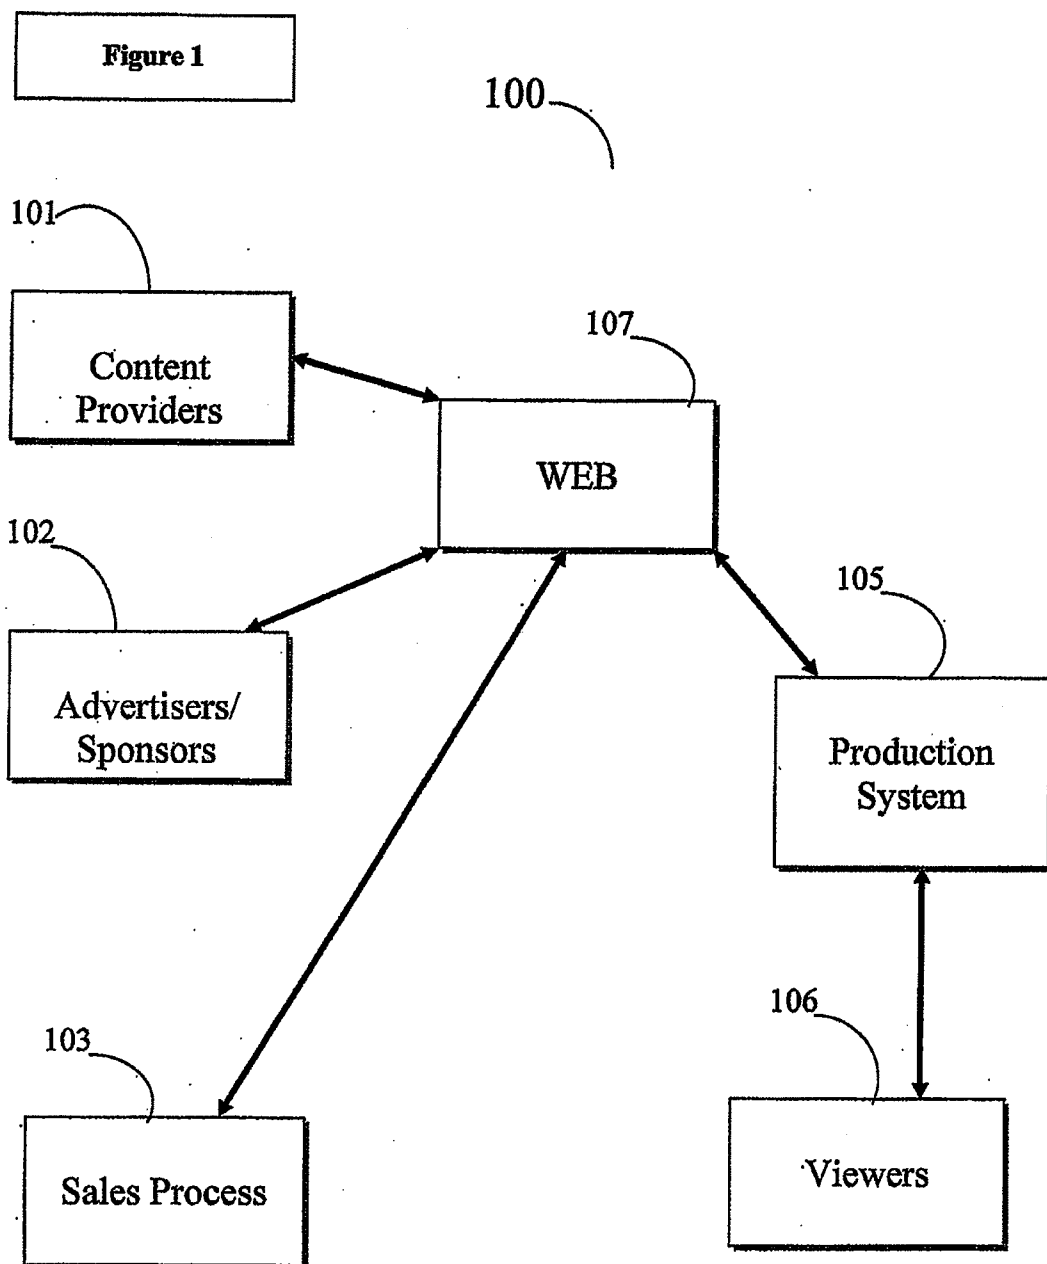 Figure 1
100
101
Content
Providers
107
WEB
102
Advertisers/
Sponsors
105
Production
System
103
Sales Process
106
Viewers